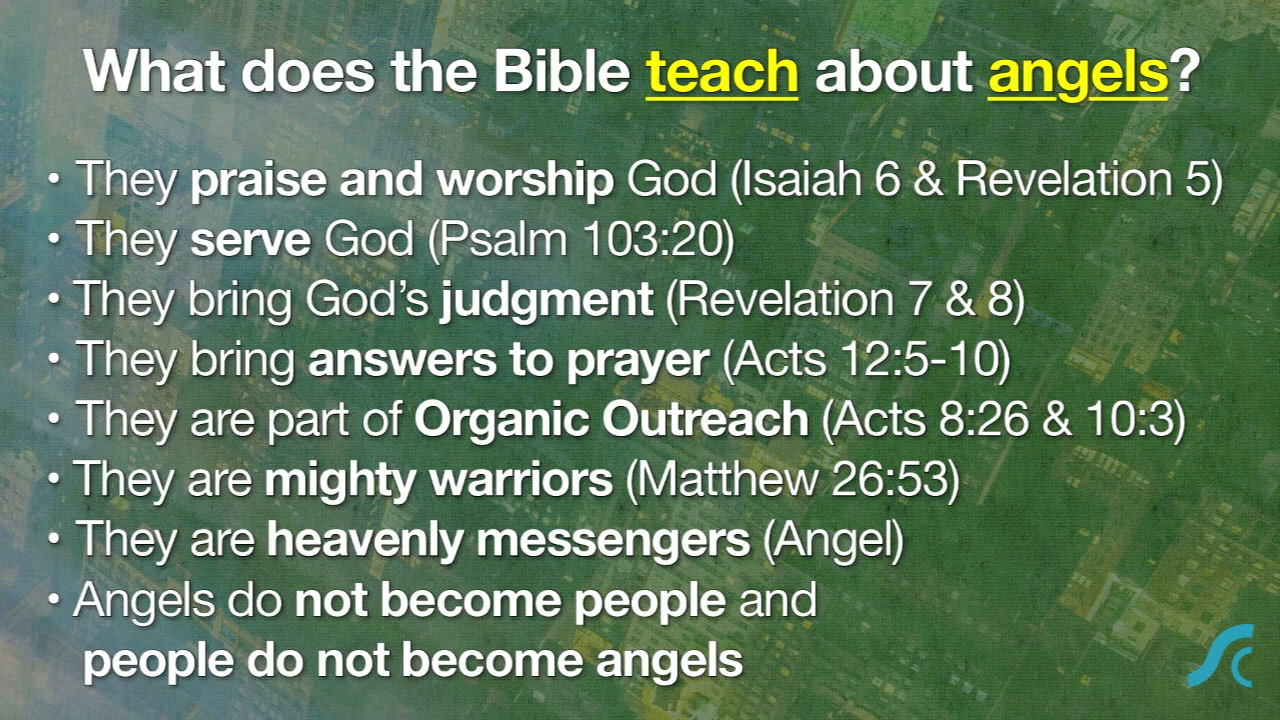 What does the Bible teach about angels?
• They praise and worship God (Isaiah 6 & Revelation 5)
• They serve God (Psalm 103:20)
• They bring God’s judgment (Revelation 7 & 8)
• They bring answers to prayer (Acts 12:5-10)
• They are part of Organic Outreach (Acts 8:26 & 10:3)
• They are mighty warriors (Matthew 26:53)
• They are heavenly messengers (Angel)
• Angels do not become people and
people do not become angels
SC